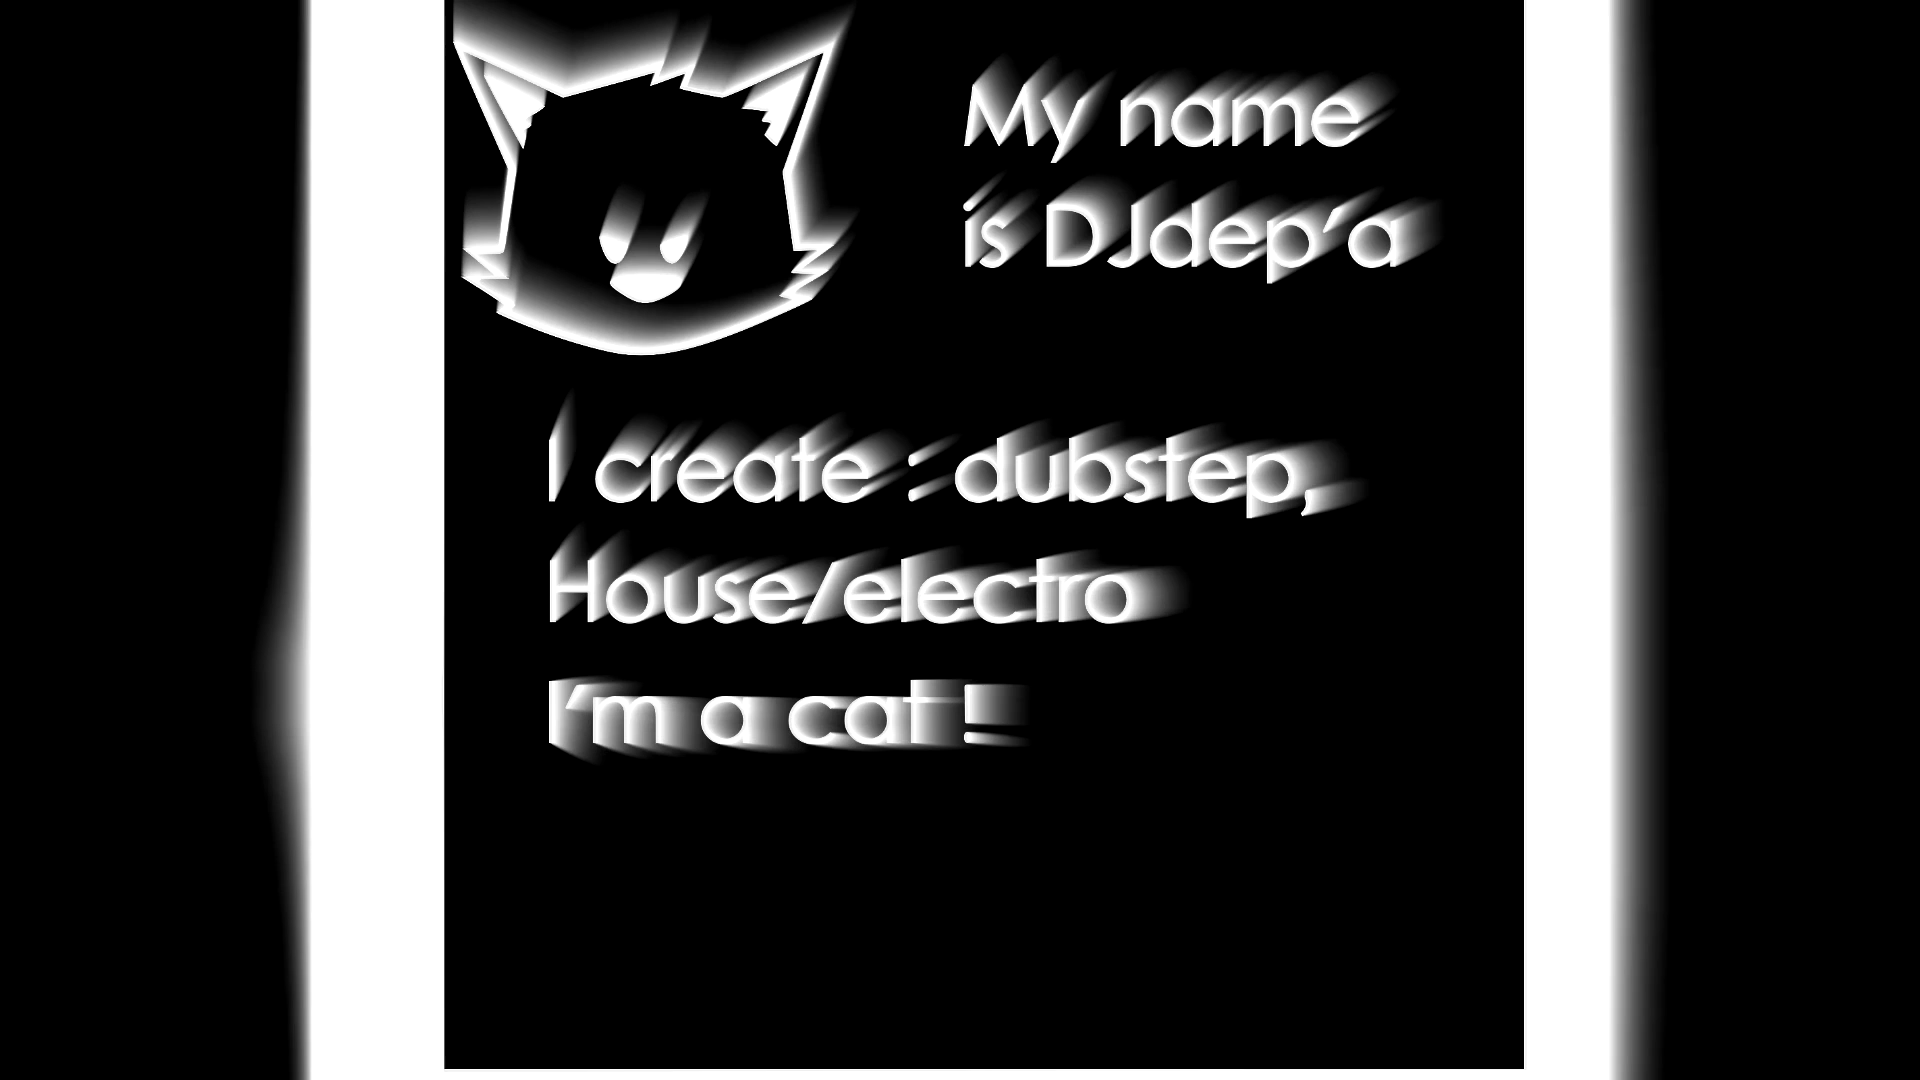 My name
is DJdep'a
I create : dubstep,
House/electro
I'm a cat !